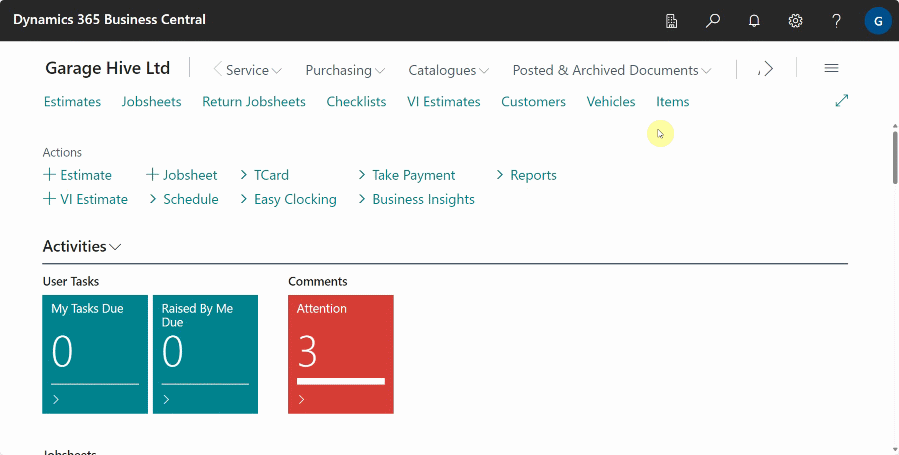 Dynamics 365 Business Central
G
Garage Hive Ltd
Service
Purchasing
Catalogues
Posted & Archived Documents
Estimates
Jobsheets
Return Jobsheets
Checklists
VI Estimates
Customers
Vehicles
Items
Actions
+ Estimate
+ Jobsheet
> TCard
> Take Payment
> Reports
+ VI Estimate
> Schedule
> Easy Clocking
> Business Insights
Activities
User Tasks
Comments
My Tasks Due
0
Raised By Me
Due
0
Attention
3
Jobsheets